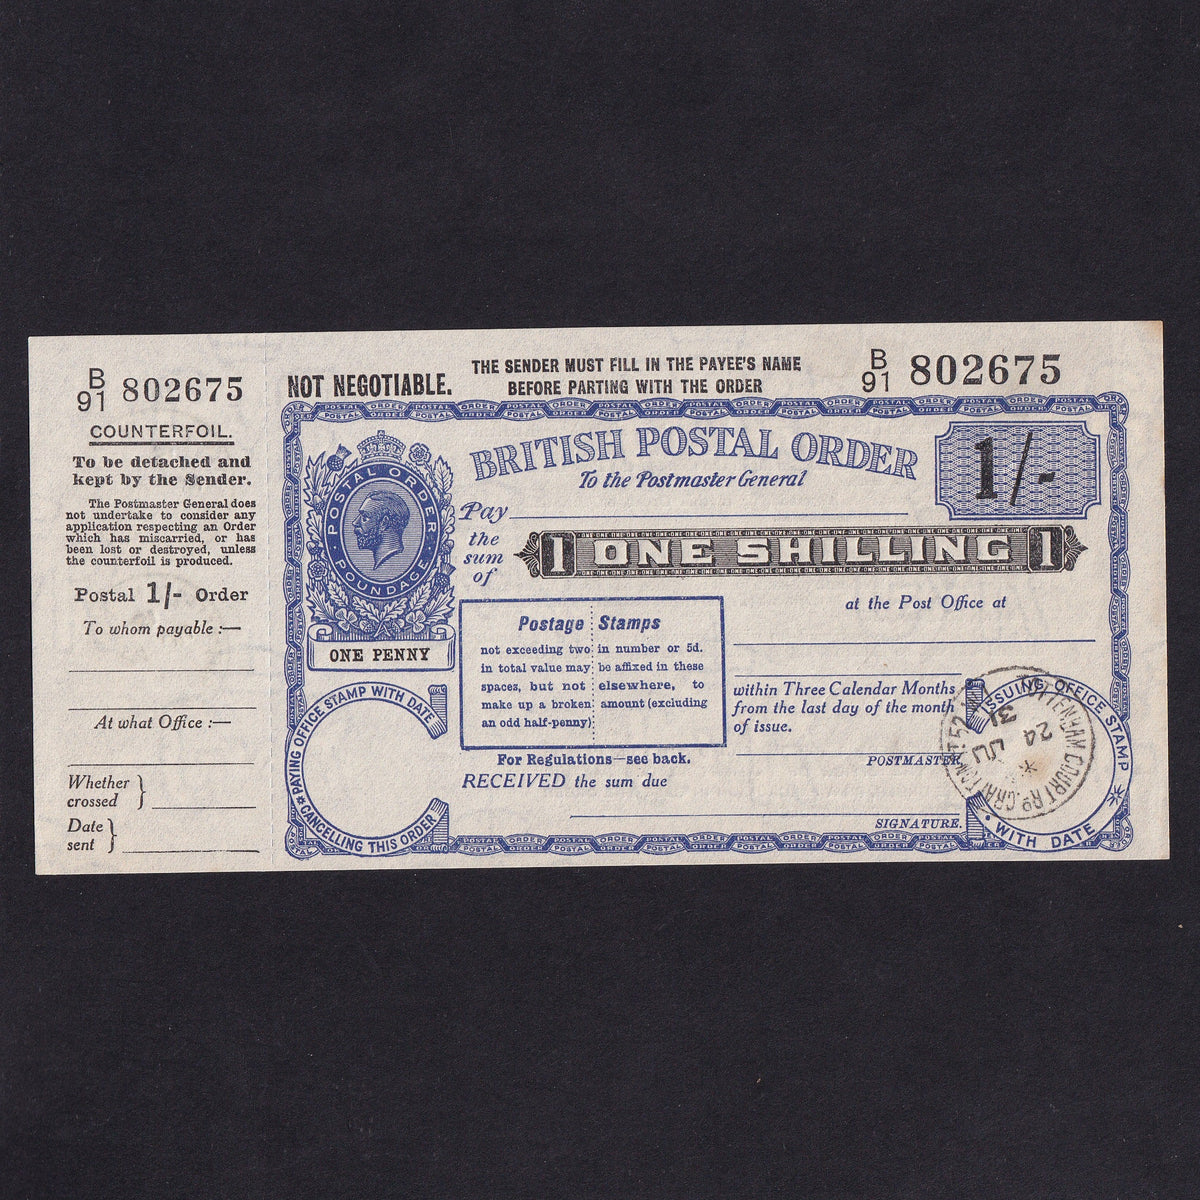 B
91 802675
COUNTERFOIL.
To be detached and
kept by the Sender.
The Postmaster General does
not undertake to consider any
application respecting an Order
which has miscarried, or has
been lost or destroyed, unless
the counterfoil is produced.
Postal 1/- Order
To whom payable :—
At what Office :—
Whether
crossed
Date
sent
NOT NEGOTIABLE.
THE SENDER MUST FILL IN THE PAYEE'S NAME
BEFORE PARTING WITH THE ORDER
B
91 802675
POSTAL ORDER
POUNDAGE
ONE PENNY
BRITISH POSTAL ORDER
To the Postmaster General
1/-
Pay
the
sum
of
1 ONE SHILLING 1
at the Post Office at
Postage Stamps
not exceeding two in number or 5d.
in total value may be affixed in these
spaces, but not elsewhere, to
make up a broken amount (excluding
an odd half-penny)
For Regulations—see back.
within Three Calendar Months
from the last day of the month
of issue.
POSTMASTER
RECEIVED the sum due
SIGNATURE.
PAYING OFFICE STAMP WITH DATE
CANCELLING THIS ORDER
ISSUING OFFICE STAMP
WITH DATE
COURT RD.
24 JU
31